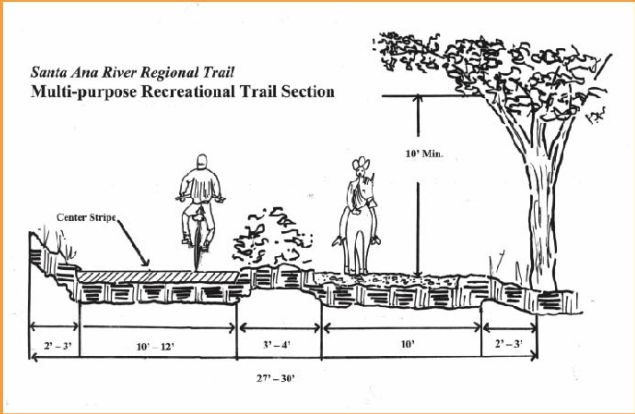 Santa Ana River Regional Trail
Multi-purpose Recreational Trail Section
10' Min.
Center Stripe
2' – 3'
10' – 12'
3' – 4'
10'
2' – 3'
27' – 30'